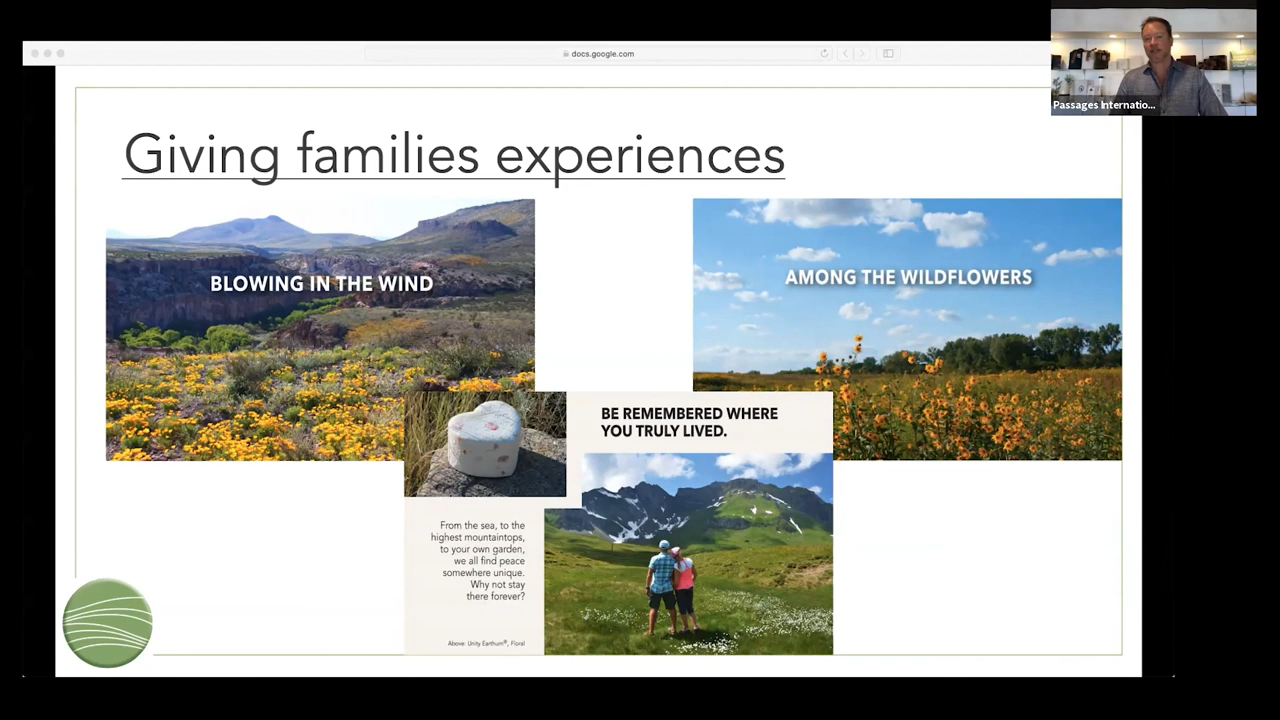 docs.google.com
Passages Internatio...
Giving families experiences
BLOWING IN THE WIND
AMONG THE WILDFLOWERS
BE REMEMBERED WHERE
YOU TRULY LIVED.
From the sea, to the
highest mountaintops,
to your own garden,
we all find peace
somewhere unique.
Why not stay
there forever?
Above: Unity Earthurn®, Floral